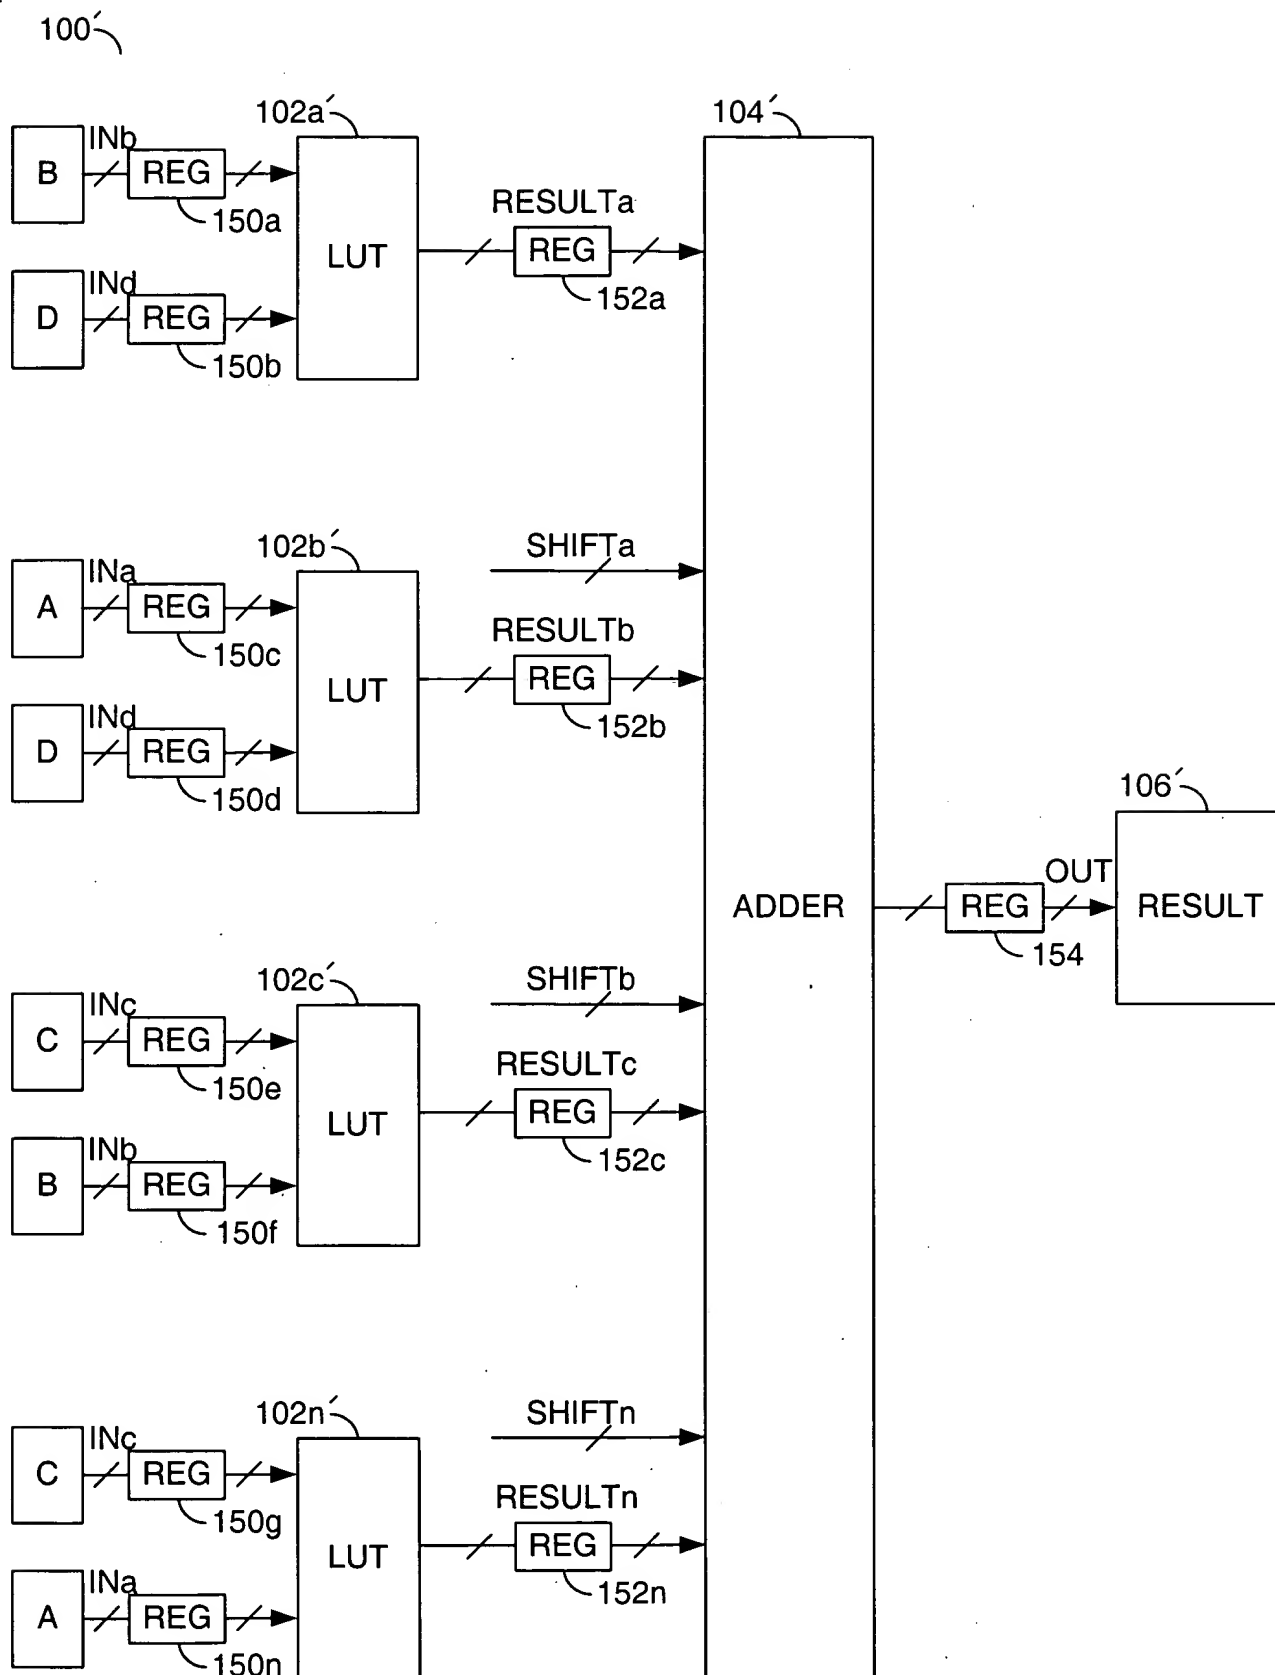 100´
102a´
104´
B
INb
REG
150a
LUT
RESULTa
REG
152a
D
INd
REG
150b
102b´
SHIFTa
A
INa
REG
150c
LUT
RESULTb
REG
152b
D
INd
REG
150d
106´
ADDER
REG
154
OUT
RESULT
102c´
SHIFTb
C
INc
REG
150e
LUT
RESULTc
REG
152c
B
INb
REG
150f
102n´
SHIFTn
C
INc
REG
150g
LUT
RESULTn
REG
152n
A
INa
REG
150n